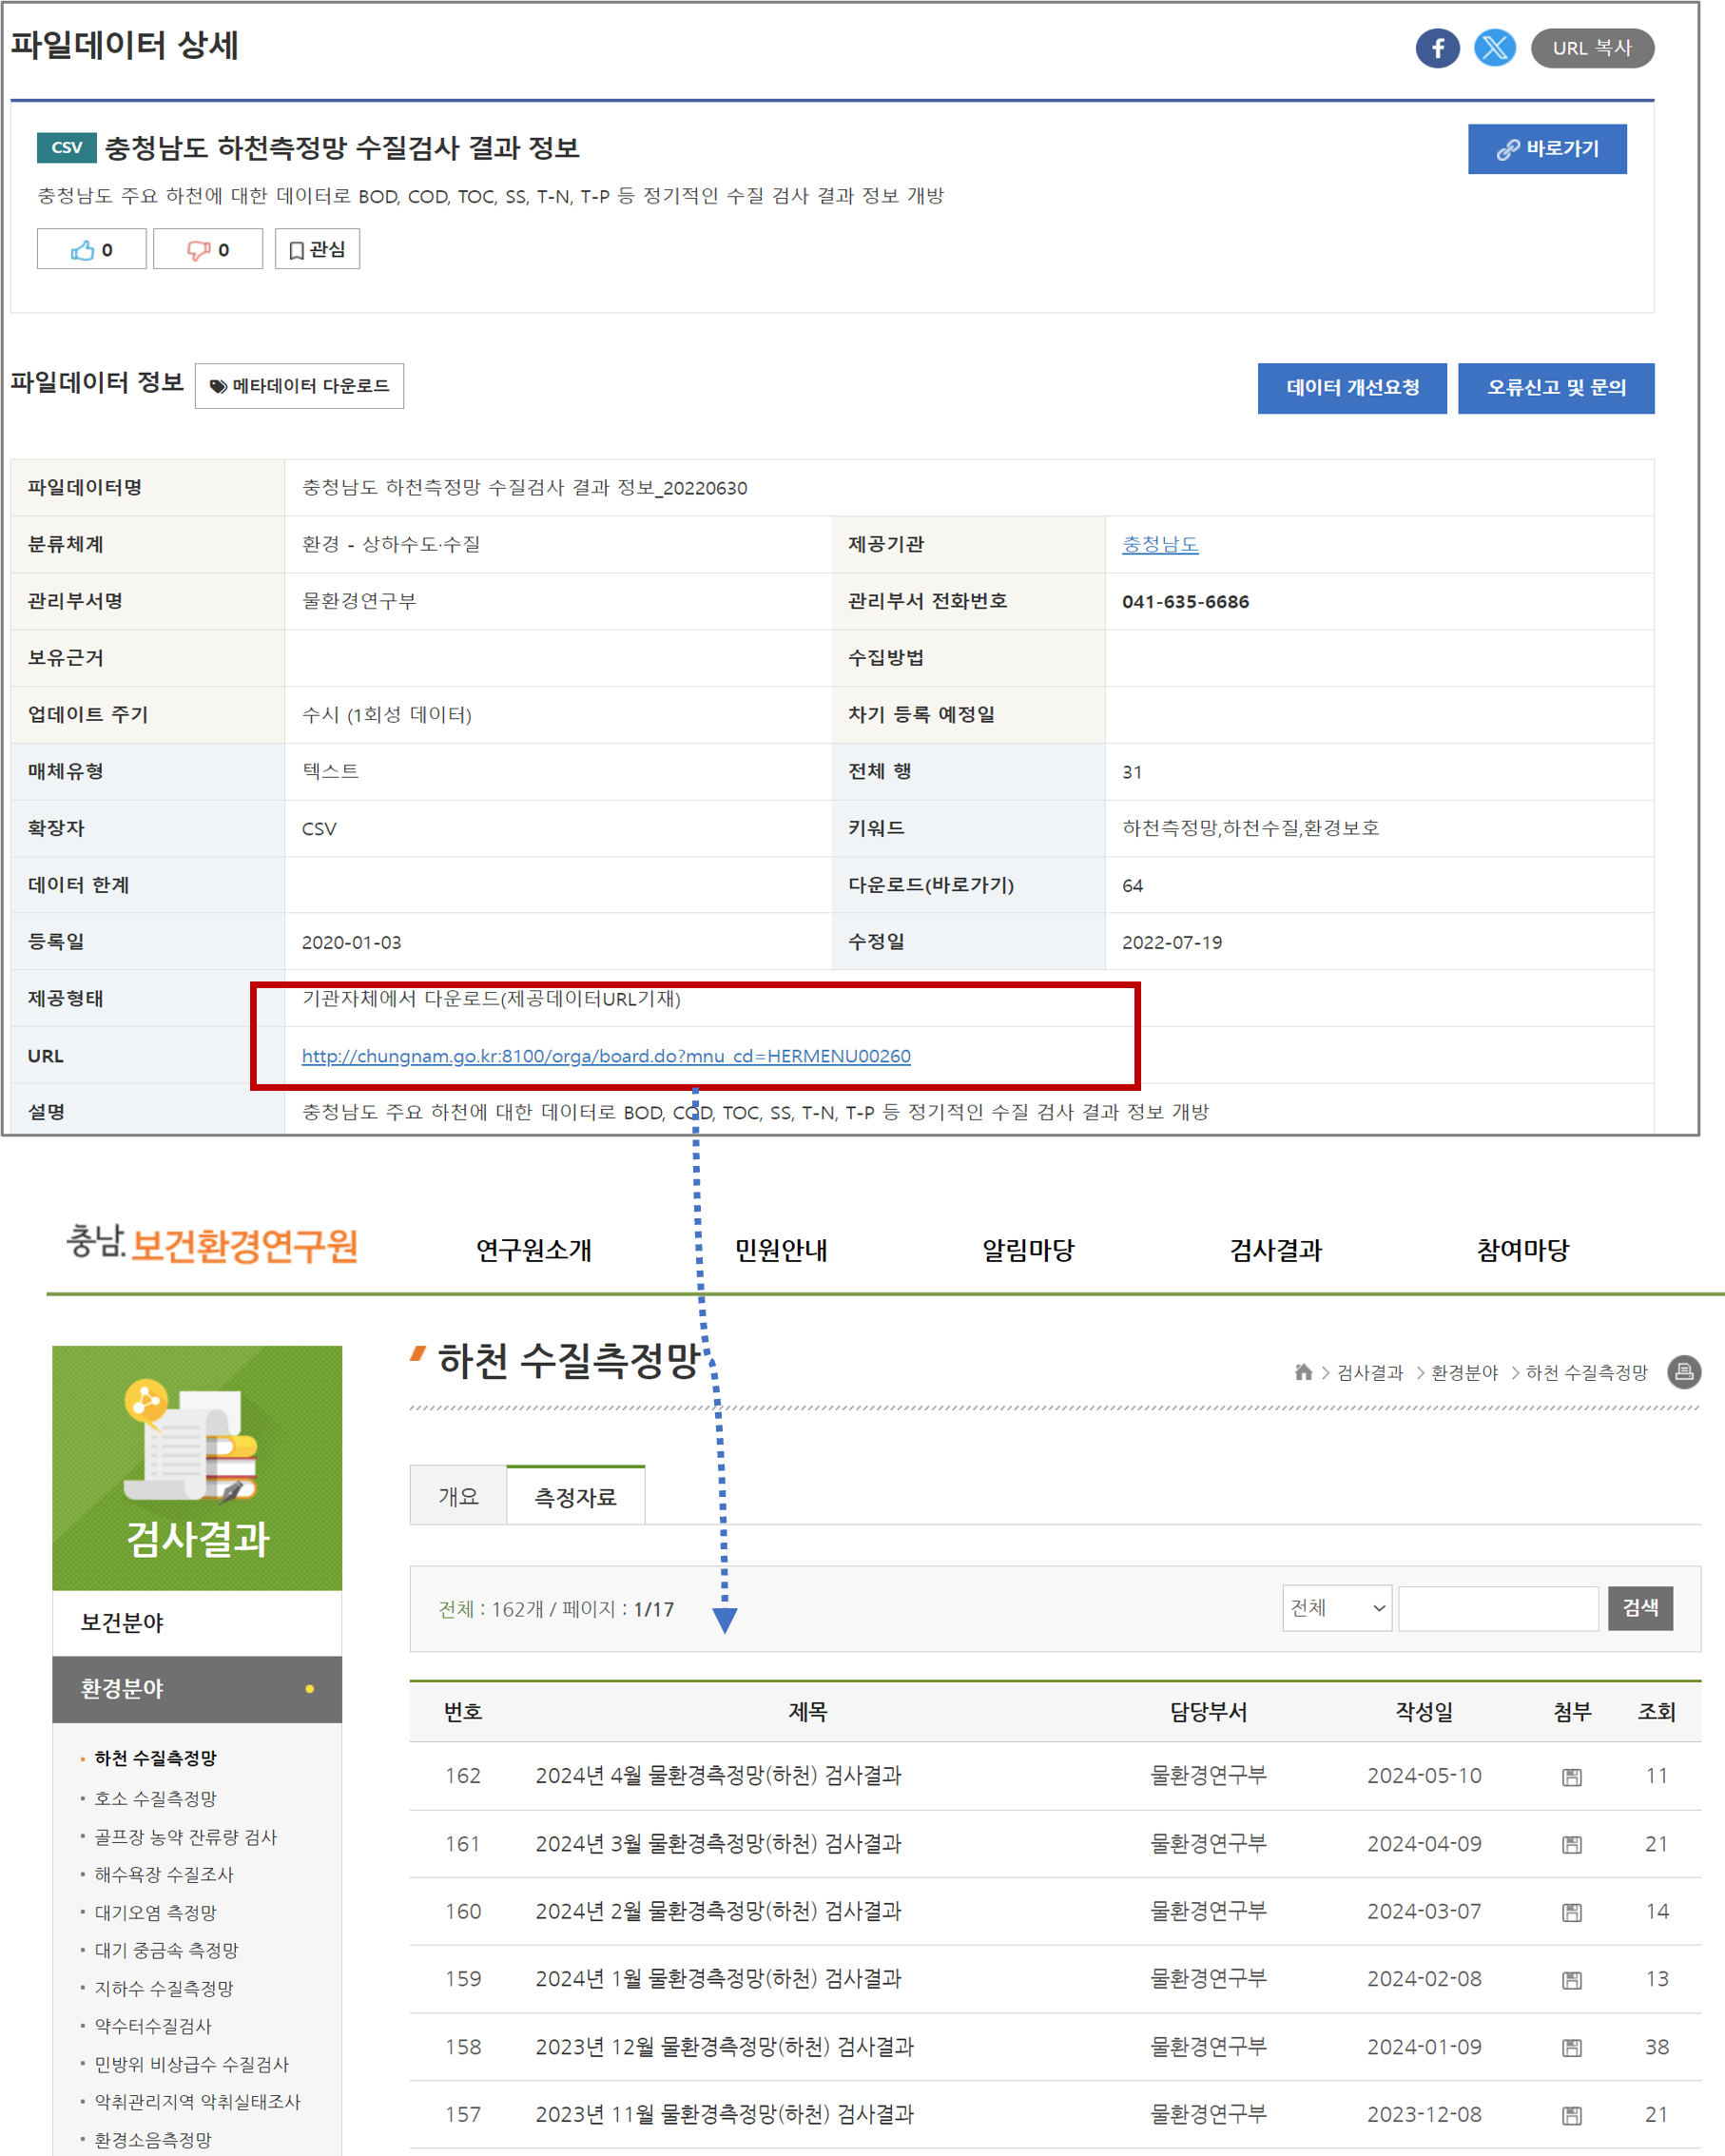 파일데이터 상세
URL 복사
CSV 충청남도 하천측정망 수질검사 결과 정보
바로가기
충청남도 주요 하천에 대한 데이터로 BOD, COD, TOC, SS, T-N, T-P 등 정기적인 수질 검사 결과 정보 개방
0 0 관심
파일데이터 정보 메타데이터 다운로드 데이터 개선요청 오류신고 및 문의
파일데이터명 충청남도 하천측정망 수질검사 결과 정보_20220630
분류체계 환경 - 상하수도·수질 제공기관 충청남도
관리부서명 물환경연구부 관리부서 전화번호 041-635-6686
보유근거 수집방법
업데이트 주기 수시 (1회성 데이터) 차기 등록 예정일
매체유형 텍스트 전체 행 31
확장자 CSV 키워드 하천측정망,하천수질,환경보호
데이터 한계 다운로드(바로가기) 64
등록일 2020-01-03 수정일 2022-07-19
제공형태 기관자체에서 다운로드(제공데이터URL기재)
URL http://chungnam.go.kr:8100/orga/board.do?mnu_cd=HERMENU00260
설명 충청남도 주요 하천에 대한 데이터로 BOD, COD, TOC, SS, T-N, T-P 등 정기적인 수질 검사 결과 정보 개방
충남.보건환경연구원 연구원소개 민원안내 알림마당 검사결과 참여마당
하천 수질측정망
> 검사결과 > 환경분야 > 하천 수질측정망
개요 측정자료
검사결과
전체 : 162개 / 페이지 : 1/17 전체 검색
보건분야
환경분야
하천 수질측정망
호소 수질측정망
골프장 농약 잔류량 검사
해수욕장 수질조사
대기오염 측정망
대기 중금속 측정망
지하수 수질측정망
약수터수질검사
민방위 비상급수 수질검사
악취관리지역 악취실태조사
환경소음측정망
번호 제목 담당부서 작성일 첨부 조회
162 2024년 4월 물환경측정망(하천) 검사결과 물환경연구부 2024-05-10 11
161 2024년 3월 물환경측정망(하천) 검사결과 물환경연구부 2024-04-09 21
160 2024년 2월 물환경측정망(하천) 검사결과 물환경연구부 2024-03-07 14
159 2024년 1월 물환경측정망(하천) 검사결과 물환경연구부 2024-02-08 13
158 2023년 12월 물환경측정망(하천) 검사결과 물환경연구부 2024-01-09 38
157 2023년 11월 물환경측정망(하천) 검사결과 물환경연구부 2023-12-08 21